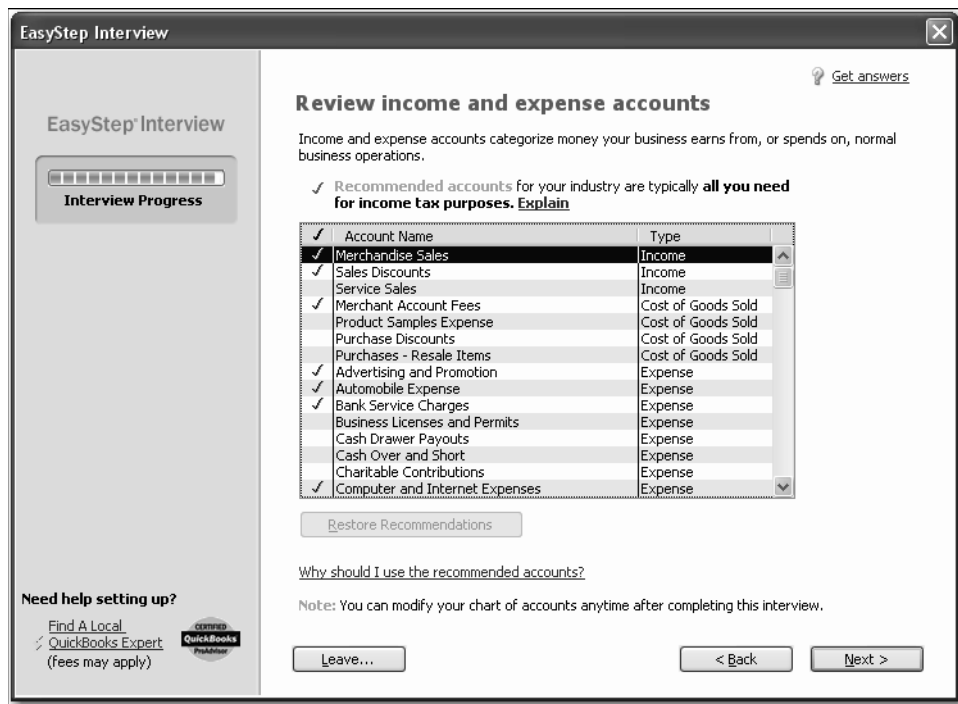 EasyStep Interview
Get answers
EasyStep Interview
Interview Progress
Review income and expense accounts
Income and expense accounts categorize money your business earns from, or spends on, normal
business operations.
✓ Recommended accounts for your industry are typically all you need
for income tax purposes. Explain
✓ Account Name Type
✓ Merchandise Sales Income
✓ Sales Discounts Income
Service Sales Income
✓ Merchant Account Fees Cost of Goods Sold
Product Samples Expense Cost of Goods Sold
Purchase Discounts Cost of Goods Sold
Purchases - Resale Items Cost of Goods Sold
✓ Advertising and Promotion Expense
✓ Automobile Expense Expense
✓ Bank Service Charges Expense
Business Licenses and Permits Expense
Cash Drawer Payouts Expense
Cash Over and Short Expense
Charitable Contributions Expense
✓ Computer and Internet Expenses Expense
Restore Recommendations
Why should I use the recommended accounts?
Note: You can modify your chart of accounts anytime after completing this interview.
Need help setting up?
Find A Local
QuickBooks Expert
(fees may apply)
CERTIFIED
QuickBooks
ProAdvisor
Leave...
< Back
Next >